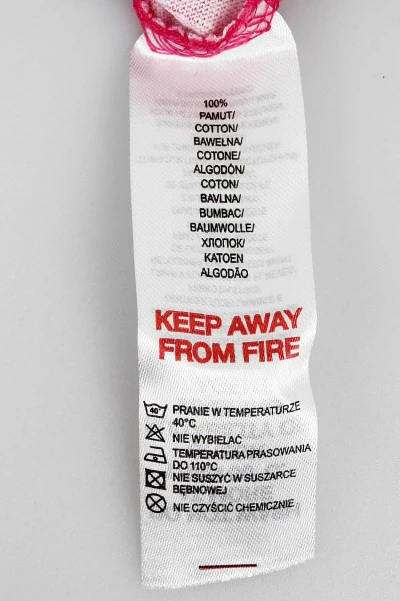 100%
PAMUT/
COTTON/
BAWEŁNA/
COTONE/
ALGODÓN/
COTON/
BAVLNA/
BUMBAC/
BAUMWOLLE/
ХЛОПОК/
KATOEN
ALGODÃO
KEEP AWAY
FROM FIRE
40° PRANIE W TEMPERATURZE
40°C
NIE WYBIELAĆ
TEMPERATURA PRASOWANIA
DO 110°C
NIE SUSZYĆ W SUSZARCE
BĘBNOWEJ
NIE CZYŚCIĆ CHEMICZNIE